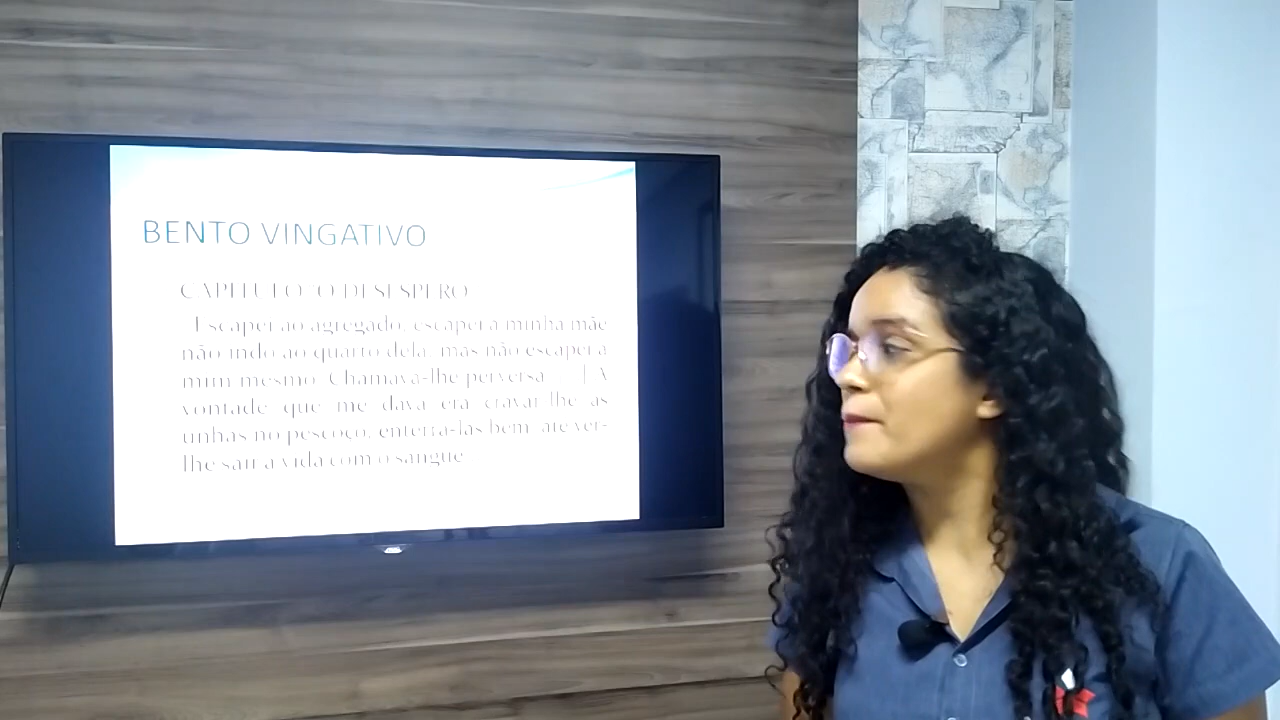 BENTO VINGATIVO
CAPITULO O DESESPERO
Escapei ao agregado, escapei a minha mãe
não indo ao quarto dela, mas não escapei a
mim mesmo. Chamava-lhe perversa [...] A
vontade que me dava era cravar-lhe as
unhas no pescoço, enterrá-las bem, até ver-
lhe sair a vida com o sangue